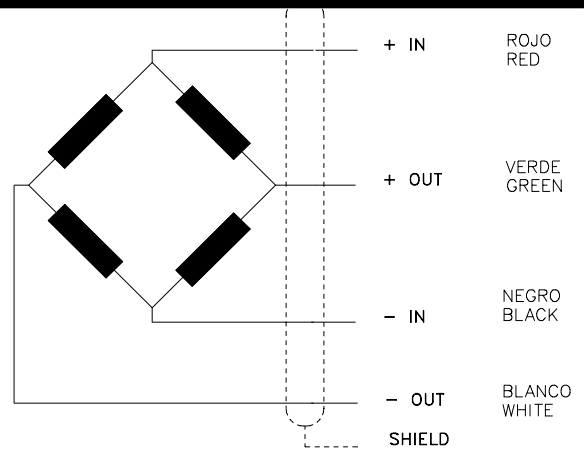 + IN ROJO
RED
+ OUT VERDE
GREEN
− IN NEGRO
BLACK
− OUT BLANCO
WHITE
SHIELD